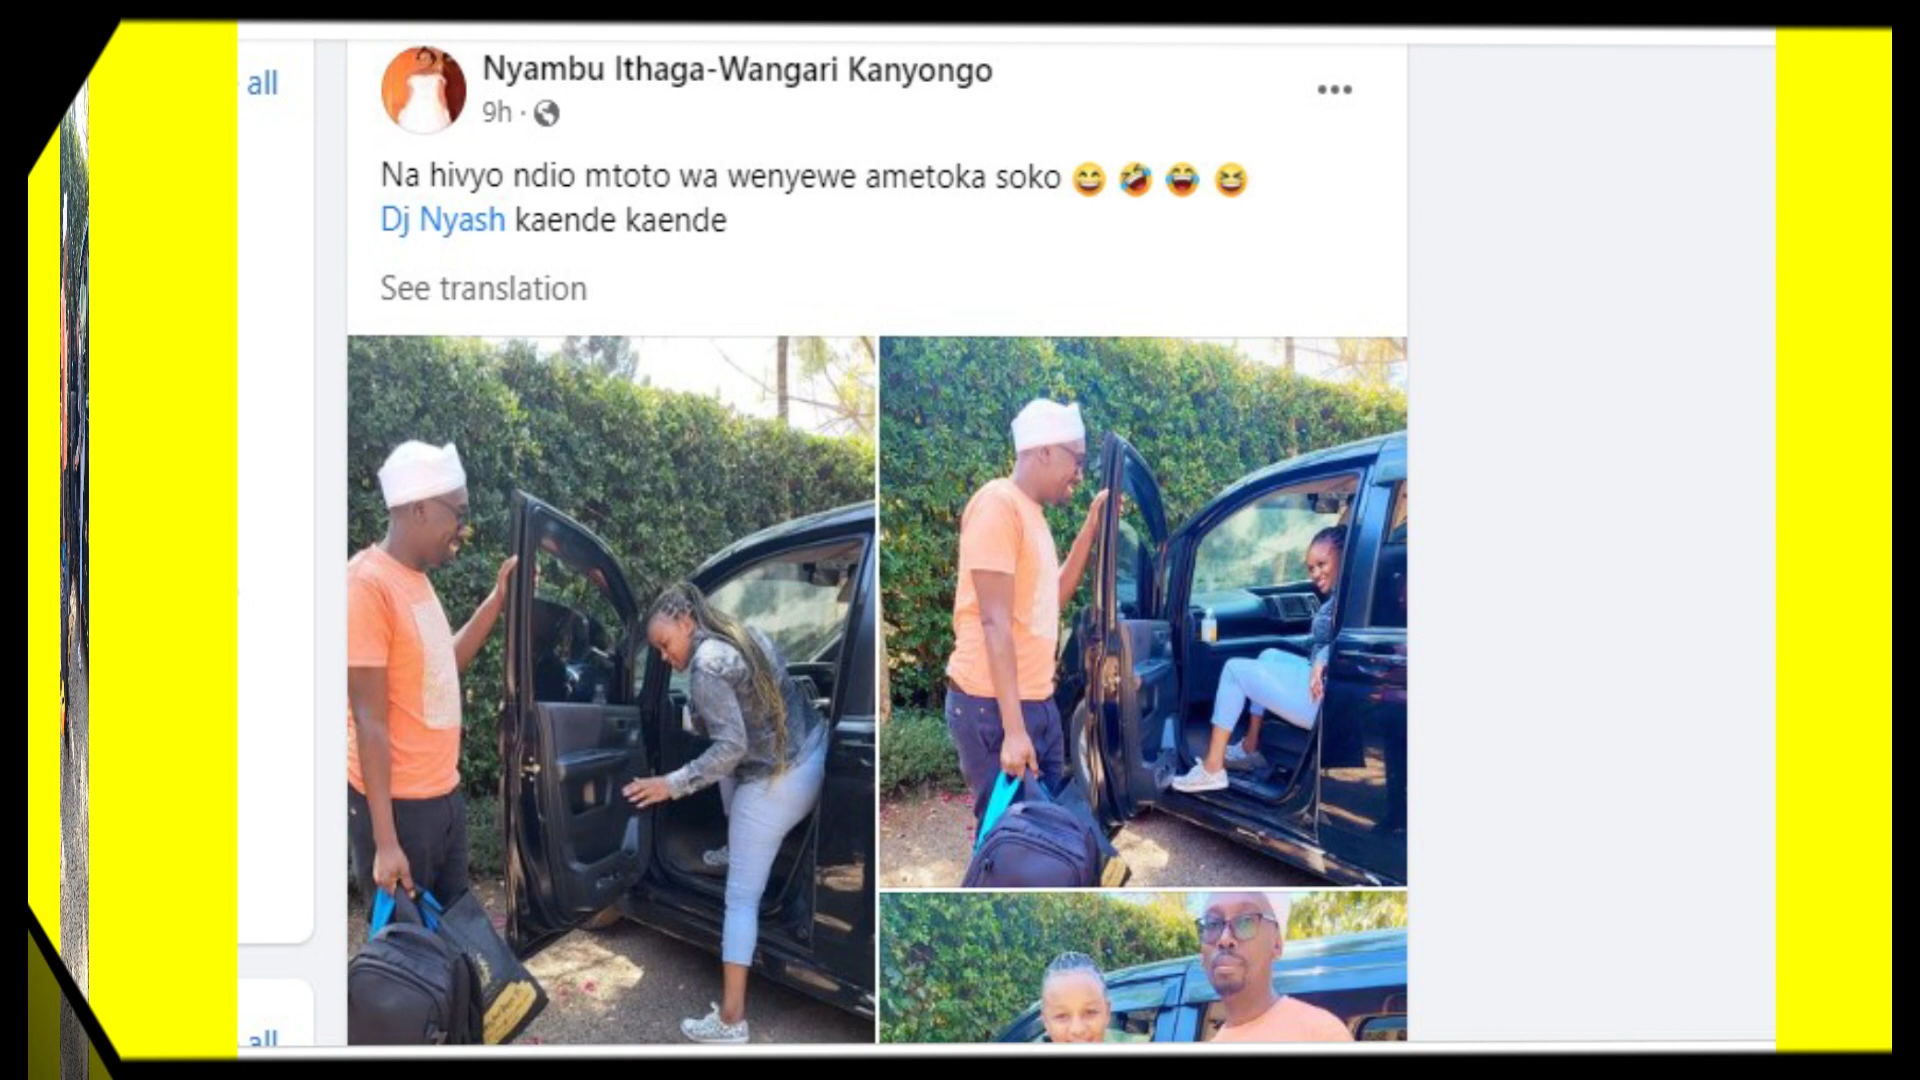 all
Nyambu Ithaga-Wangari Kanyongo
9h ·
Na hivyo ndio mtoto wa wenyewe ametoka soko 😄 🤣 😂 😆
Dj Nyash kaende kaende
See translation
all